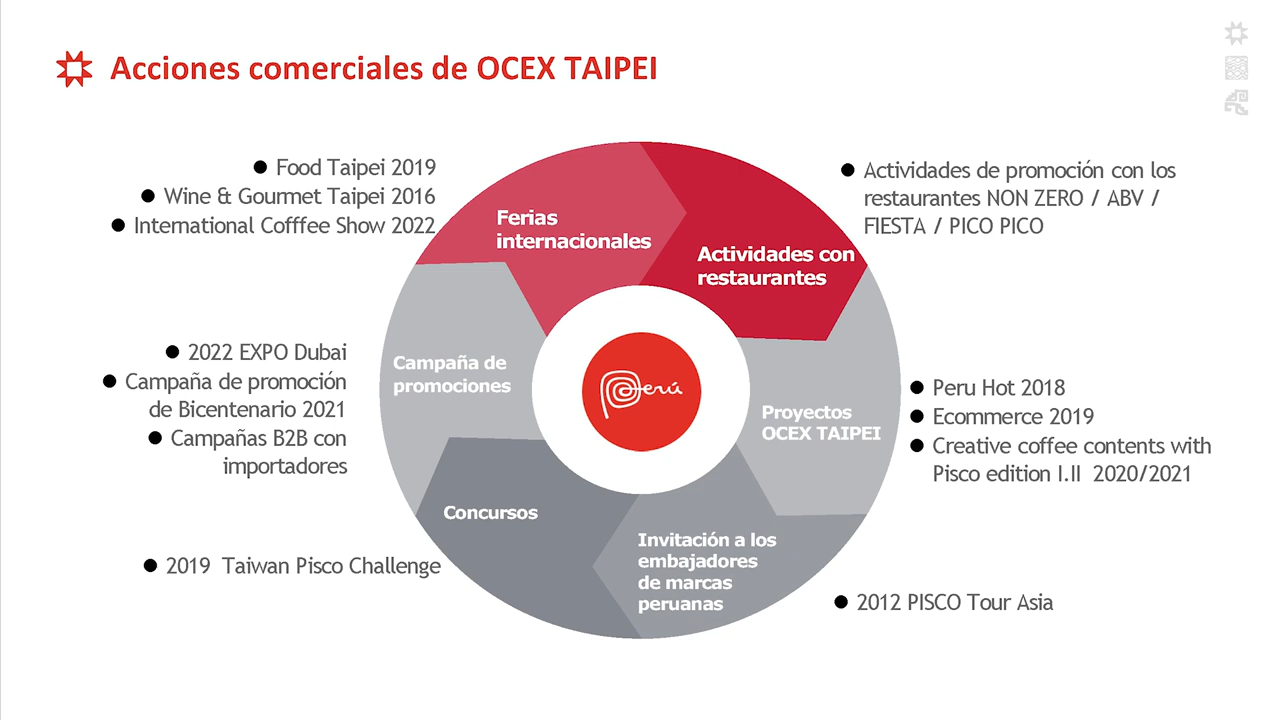 Acciones comerciales de OCEX TAIPEI
● Food Taipei 2019
● Wine & Gourmet Taipei 2016
● International Cofffee Show 2022
Ferias
internacionales
● Actividades de promoción con los
restaurantes NON ZERO / ABV /
FIESTA / PICO PICO
Actividades con
restaurantes
● 2022 EXPO Dubai
● Campaña de promoción
de Bicentenario 2021
● Campañas B2B con
importadores
Campaña de
promociones
Perú
Proyectos
OCEX TAIPEI
● Peru Hot 2018
● Ecommerce 2019
● Creative coffee contents with
Pisco edition I.II  2020/2021
Concursos
● 2019  Taiwan Pisco Challenge
Invitación a los
embajadores
de marcas
peruanas
● 2012 PISCO Tour Asia